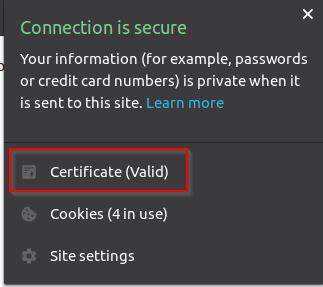 Connection is secure
Your information (for example, passwords
or credit card numbers) is private when it
is sent to this site. Learn more
Certificate (Valid)
Cookies (4 in use)
Site settings